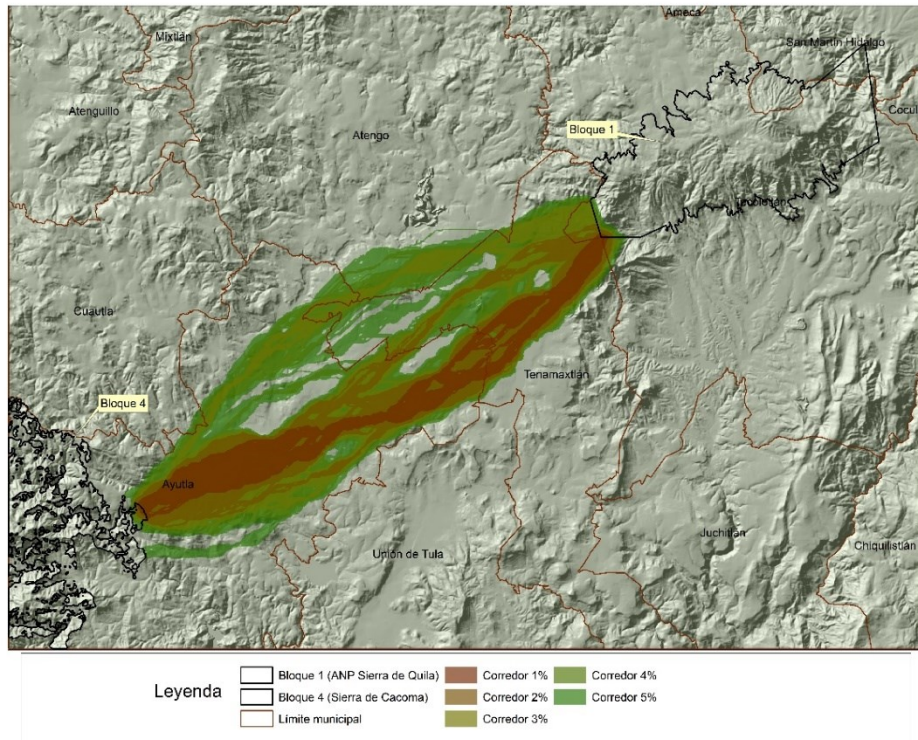 Ameca
Mixtlán
San Martín Hidalgo
Atenguillo
Cocul
Atengo
Bloque 1
Tecolotlán
Cuautla
Tenamaxtlán
Bloque 4
Ayutla
Juchitlán
Unión de Tula
Chiquilistlán
Leyenda
Bloque 1 (ANP Sierra de Quila)
Bloque 4 (Sierra de Cacoma)
Límite municipal
Corredor 1%
Corredor 2%
Corredor 3%
Corredor 4%
Corredor 5%